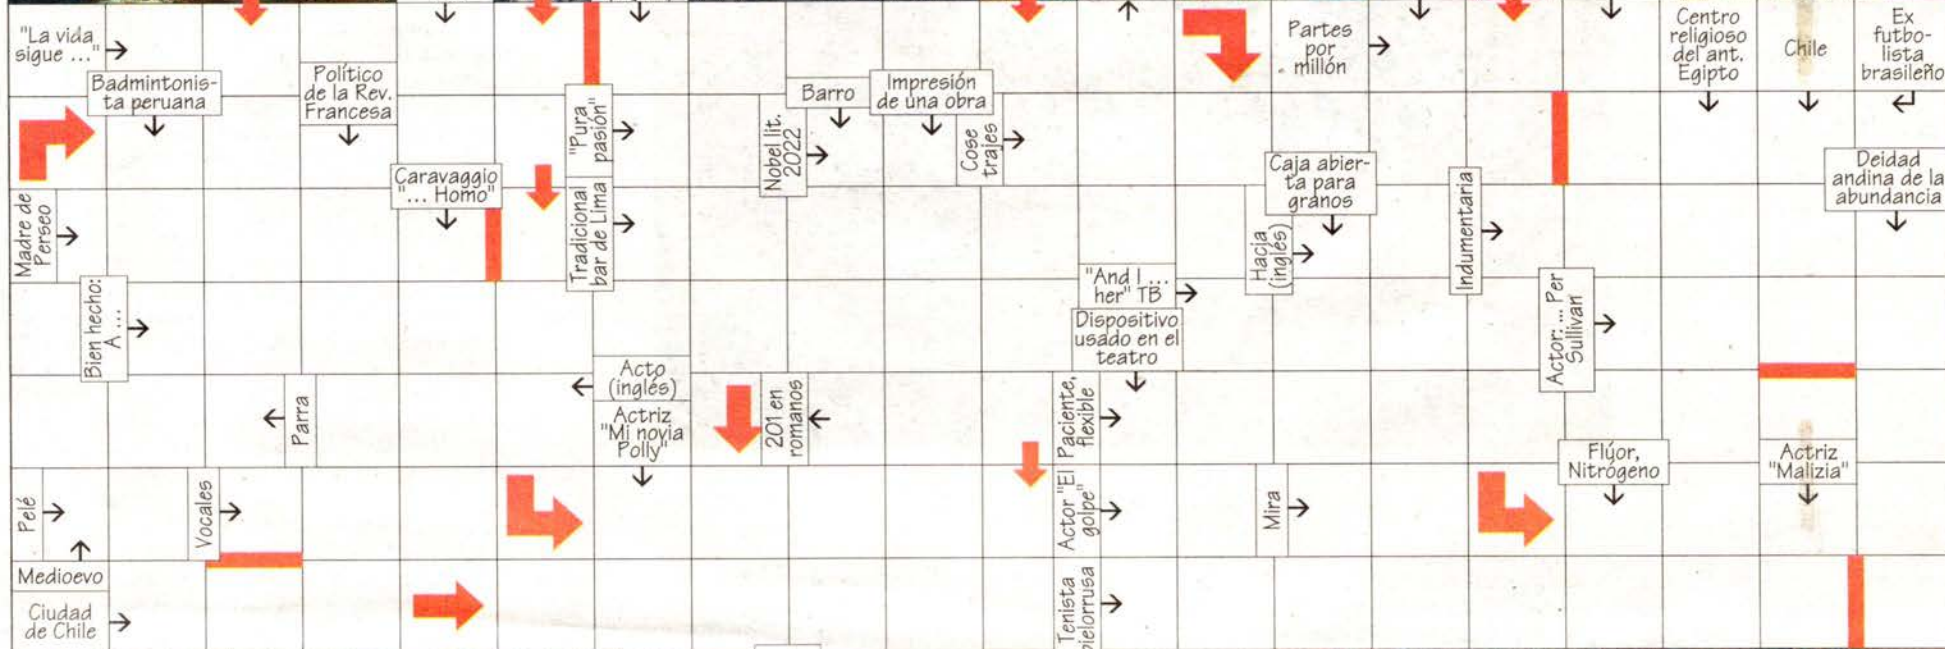 "La vida
sigue ..."
Partes
por
millón
Centro
religioso
del ant.
Egipto
Chile
Ex
futbo-
lista
brasileño
Badmintonis-
ta peruana
Político
de la Rev.
Francesa
"Pura
pasión"
Nobel lit.
2022
Barro
Impresión
de una obra
Cose
trajes
Deidad
andina de la
abundancia
Madre de
Perseo
Caravaggio
"... Homo"
Tradicional
bar de Lima
Caja abier-
ta para
granos
Hacia
(inglés)
Indumentaria
Bien hecho:
A ...
"And I ...
her" TB
Dispositivo
usado en el
teatro
Actor: ... Per
Sullivan
Parra
Acto
(inglés)
Actriz
"Mi novia
Polly"
201 en
romanos
Paciente,
flexible
Flúor,
Nitrógeno
Actriz
"Malizia"
Pelé
Vocales
Actor "El
golpe"
Mira
Medioevo
Ciudad
de Chile
Tenista
bielorrusa